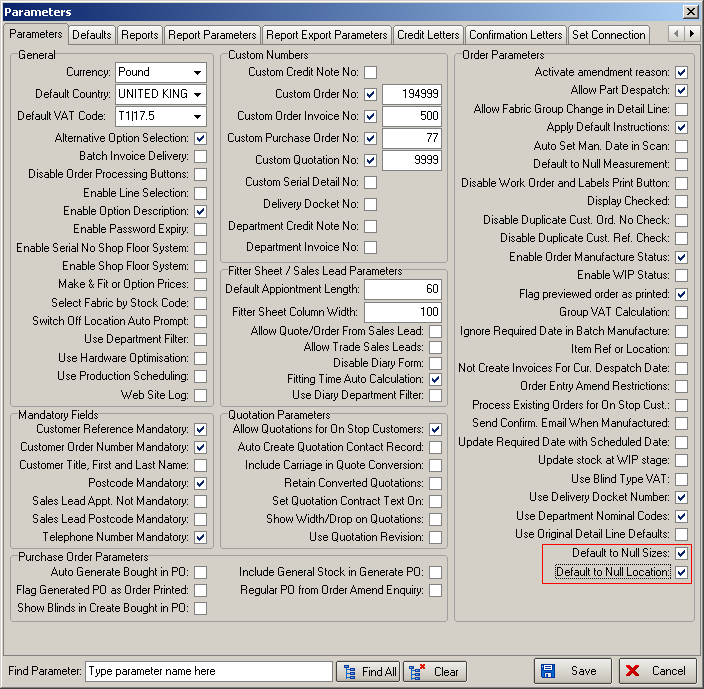 Parameters
Parameters Defaults Reports Report Parameters Report Export Parameters Credit Letters Confirmation Letters Set Connection
General
Currency: Pound
Default Country: UNITED KING
Default VAT Code: T1|17.5
Alternative Option Selection:
Batch Invoice Delivery:
Disable Order Processing Buttons:
Enable Line Selection:
Enable Option Description:
Enable Password Expiry:
Enable Serial No Shop Floor System:
Enable Shop Floor System:
Make & Fit or Option Prices:
Select Fabric by Stock Code:
Switch Off Location Auto Prompt:
Use Department Filter:
Use Hardware Optimisation:
Use Production Scheduling:
Web Site Log:
Mandatory Fields
Customer Reference Mandatory:
Customer Order Number Mandatory:
Customer Title, First and Last Name:
Postcode Mandatory:
Sales Lead Appt. Not Mandatory:
Sales Lead Postcode Mandatory:
Telephone Number Mandatory:
Custom Numbers
Custom Credit Note No:
Custom Order No: 194999
Custom Order Invoice No: 500
Custom Purchase Order No: 77
Custom Quotation No: 9999
Custom Serial Detail No:
Delivery Docket No:
Department Credit Note No:
Department Invoice No:
Fitter Sheet / Sales Lead Parameters
Default Appiontment Length: 60
Fitter Sheet Column Width: 100
Allow Quote/Order From Sales Lead:
Allow Trade Sales Leads:
Disable Diary Form:
Fitting Time Auto Calculation:
Use Diary Department Filter:
Quotation Parameters
Allow Quotations for On Stop Customers:
Auto Create Quotation Contact Record:
Include Carriage in Quote Conversion:
Retain Converted Quotations:
Set Quotation Contract Text On:
Show Width/Drop on Quotations:
Use Quotation Revision:
Purchase Order Parameters
Auto Generate Bought in PO:
Flag Generated PO as Order Printed:
Show Blinds in Create Bought in PO:
Include General Stock in Generate PO:
Regular PO from Order Amend Enquiry:
Order Parameters
Activate amendment reason:
Allow Part Despatch:
Allow Fabric Group Change in Detail Line:
Apply Default Instructions:
Auto Set Man. Date in Scan:
Default to Null Measurement:
Disable Work Order and Labels Print Button:
Display Checked:
Disable Duplicate Cust. Ord. No Check:
Disable Duplicate Cust. Ref. Check:
Enable Order Manufacture Status:
Enable WIP Status:
Flag previewed order as printed:
Group VAT Calculation:
Ignore Required Date in Batch Manufacture:
Item Ref or Location:
Not Create Invoices For Cur. Despatch Date:
Order Entry Amend Restrictions:
Process Existing Orders for On Stop Cust.:
Send Confirm. Email When Manufactured:
Update Required Date with Scheduled Date:
Update stock at WIP stage:
Use Blind Type VAT:
Use Delivery Docket Number:
Use Department Nominal Codes:
Use Original Detail Line Defaults:
Default to Null Sizes:
Default to Null Location:
Find Parameter: Type parameter name here Find All Clear Save Cancel